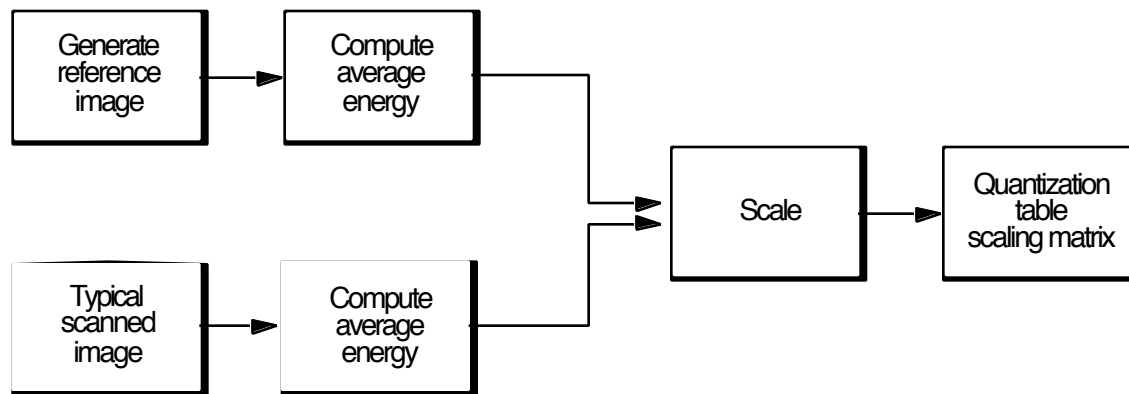 Generate
reference
image
Compute
average
energy
Scale
Quantization
table
scaling matrix
Typical
scanned
image
Compute
average
energy